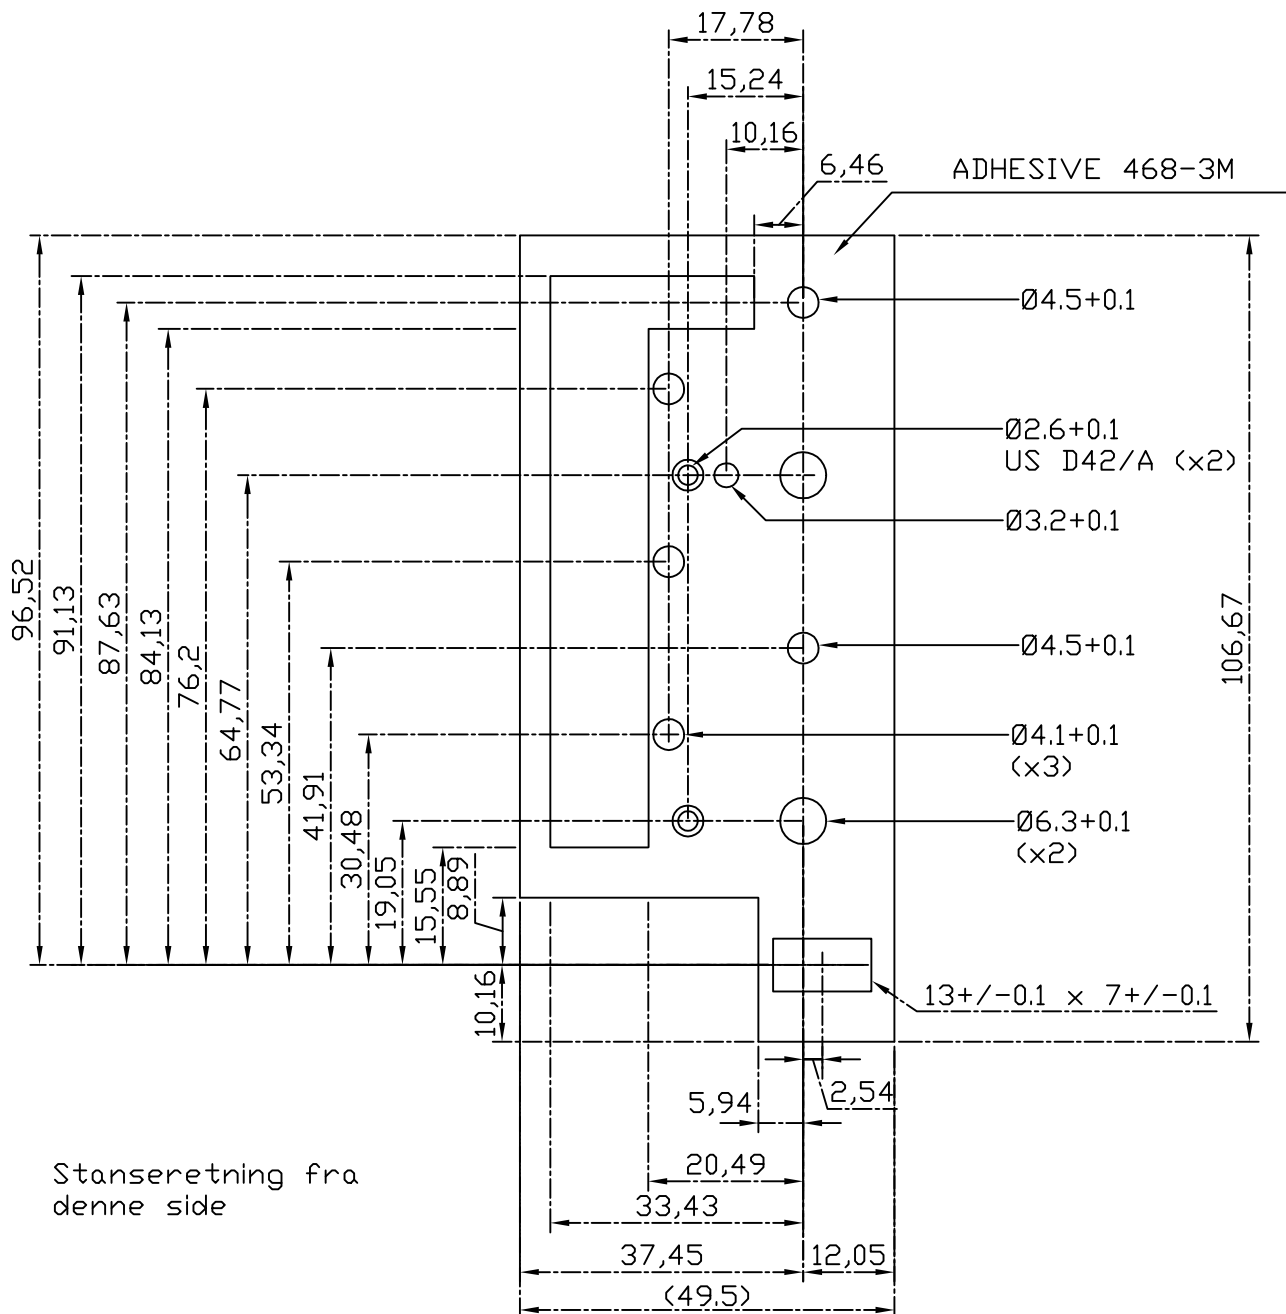 17,78
15,24
10,16
6,46
ADHESIVE 468-3M
Ø4.5+0.1
Ø2.6+0.1
US D42/A (x2)
Ø3.2+0.1
96,52
91,13
87,63
84,13
76,2
64,77
53,34
41,91
30,48
19,05
15,55
8,89
106,67
Ø4.5+0.1
Ø4.1+0.1
(x3)
Ø6.3+0.1
(x2)
10,16
13+/-0.1 x 7+/-0.1
2,54
5,94
20,49
33,43
37,45
12,05
(49.5)
Stanseretning fra
denne side